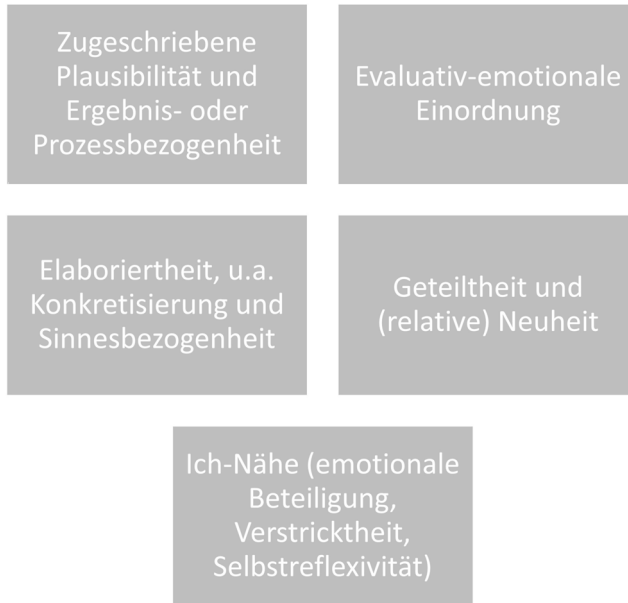 Zugeschriebene
Plausibilität und
Ergebnis- oder
Prozessbezogenheit
Evaluativ-emotionale
Einordnung
Elaboriertheit, u.a.
Konkretisierung und
Sinnesbezogenheit
Geteiltheit und
(relative) Neuheit
Ich-Nähe (emotionale
Beteiligung,
Verstricktheit,
Selbstreflexivität)